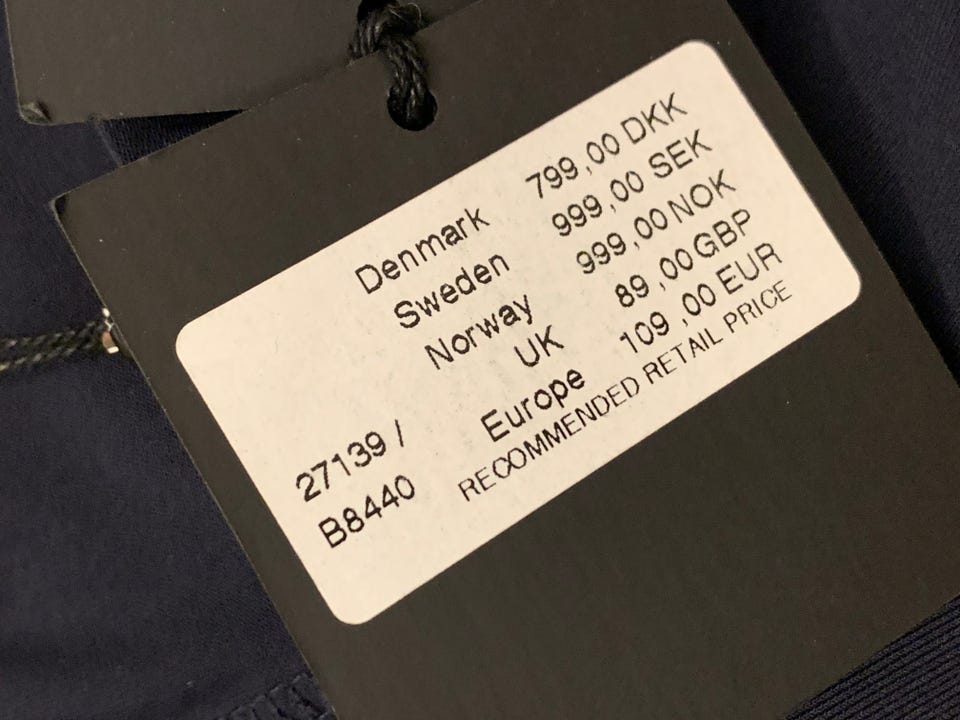 Denmark 799,00 DKK
Sweden 999,00 SEK
Norway 999,00 NOK
UK 89,00 GBP
Europe 109,00 EUR
RECOMMENDED RETAIL PRICE
27139 /
B8440